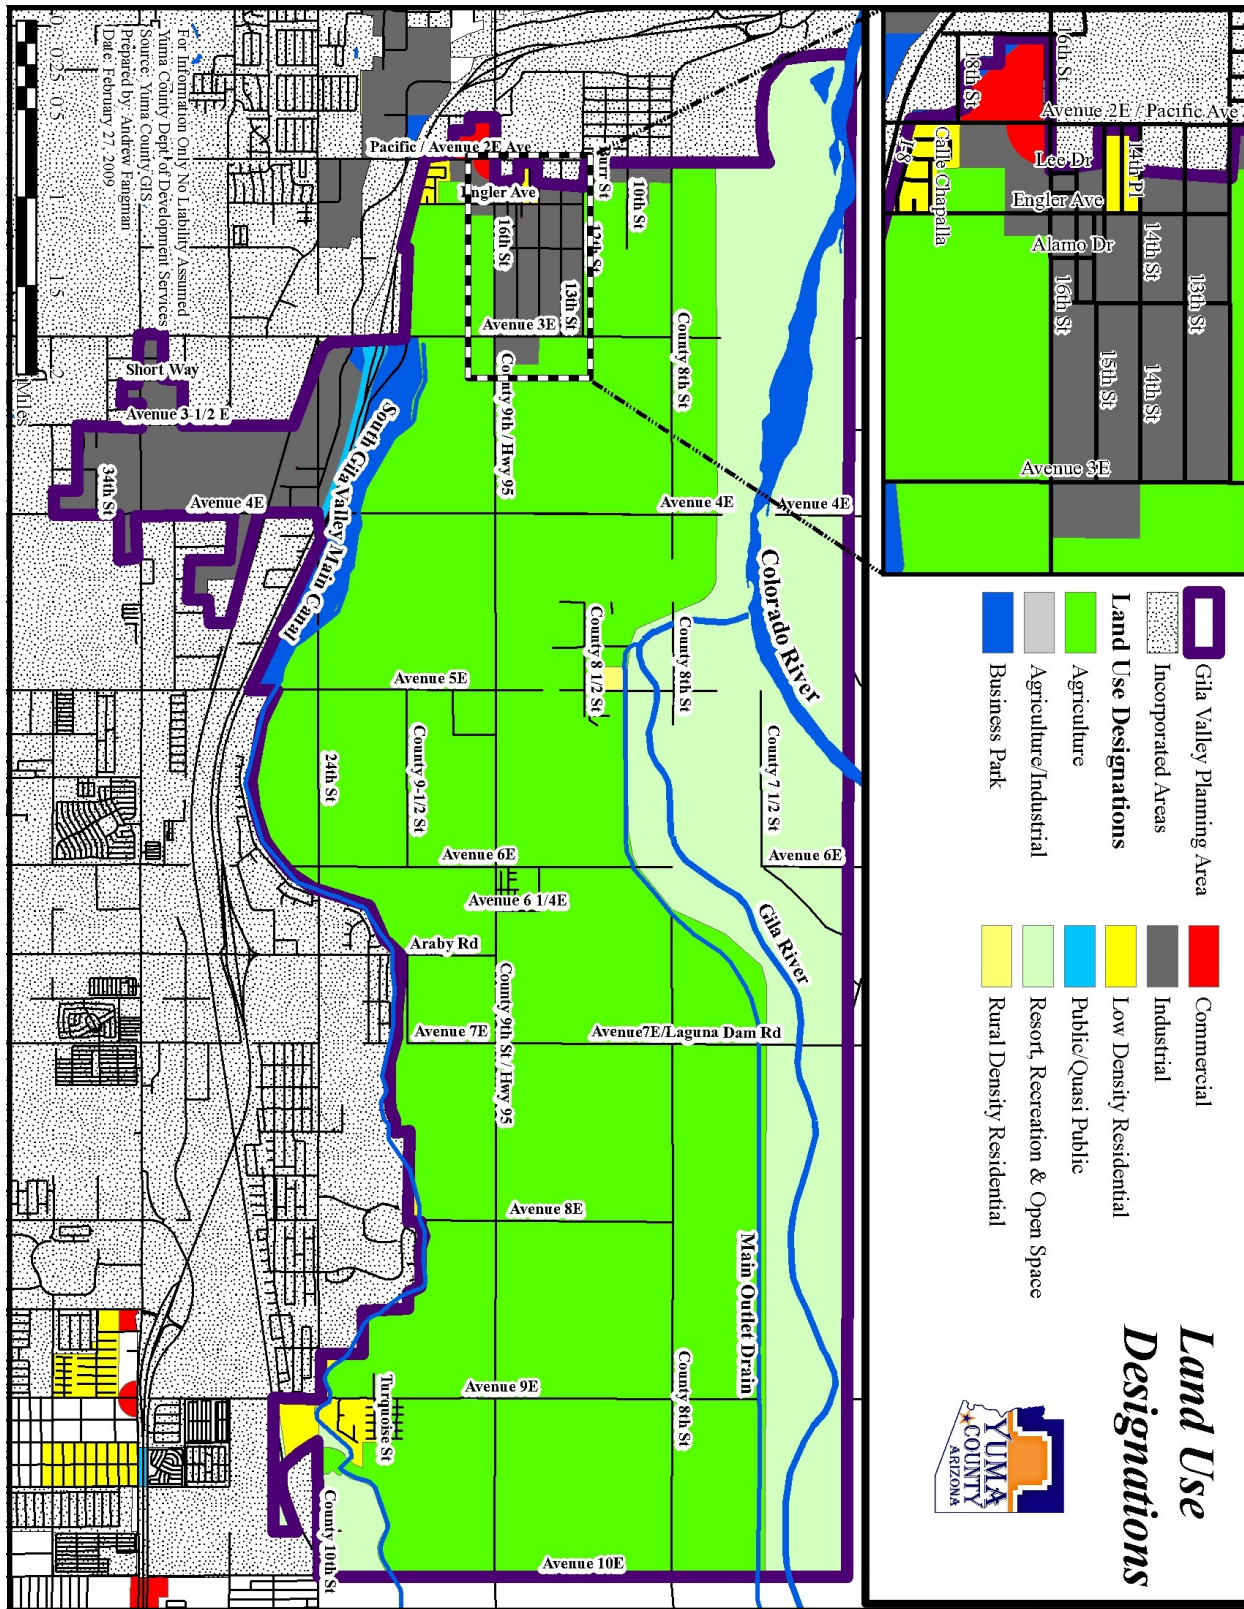 Land Use
Designations
YUMA
COUNTY
ARIZONA
Gila Valley Planning Area
Incorporated Areas
Land Use Designations
Agriculture
Agriculture/Industrial
Business Park
Commercial
Industrial
Low Density Residential
Public/Quasi Public
Resort, Recreation & Open Space
Rural Density Residential
16th St
18th St
Avenue 2E / Pacific Ave
I-8
Calle Chapalla
Lee Dr
14th Pl
Engler Ave
Alamo Dr
14th St
13th St
16th St
15th St
14th St
Avenue 3E
Pacific / Avenue 2E Ave
Burr St
10th St
Engler Ave
16th St
12th St
13th St
Avenue 3E
County 8th St
County 9th / Hwy 95
Short Way
Avenue 3 1/2 E
34th St
Avenue 4E
South Gila Valley Main Canal
Avenue 4E
Avenue 4E
Colorado River
County 8 1/2 St
County 8th St
Avenue 5E
County 9-1/2 St
24th St
County 7 1/2 St
Avenue 6E
Avenue 6E
Avenue 6 1/4E
Gila River
Araby Rd
County 9th St / Hwy 95
Avenue 7E
Avenue7E/Laguna Dam Rd
Avenue 8E
Main Outlet Drain
Avenue 9E
County 8th St
Turquoise St
County 10th St
Avenue 10E
0 0.25 0.5 1 1.5 2
Miles
For Information Only No Liability Assumed
Yuma County Dept of Development Services
Source: Yuma County GIS
Prepared by: Andrew Fangman
Date: February 27, 2009